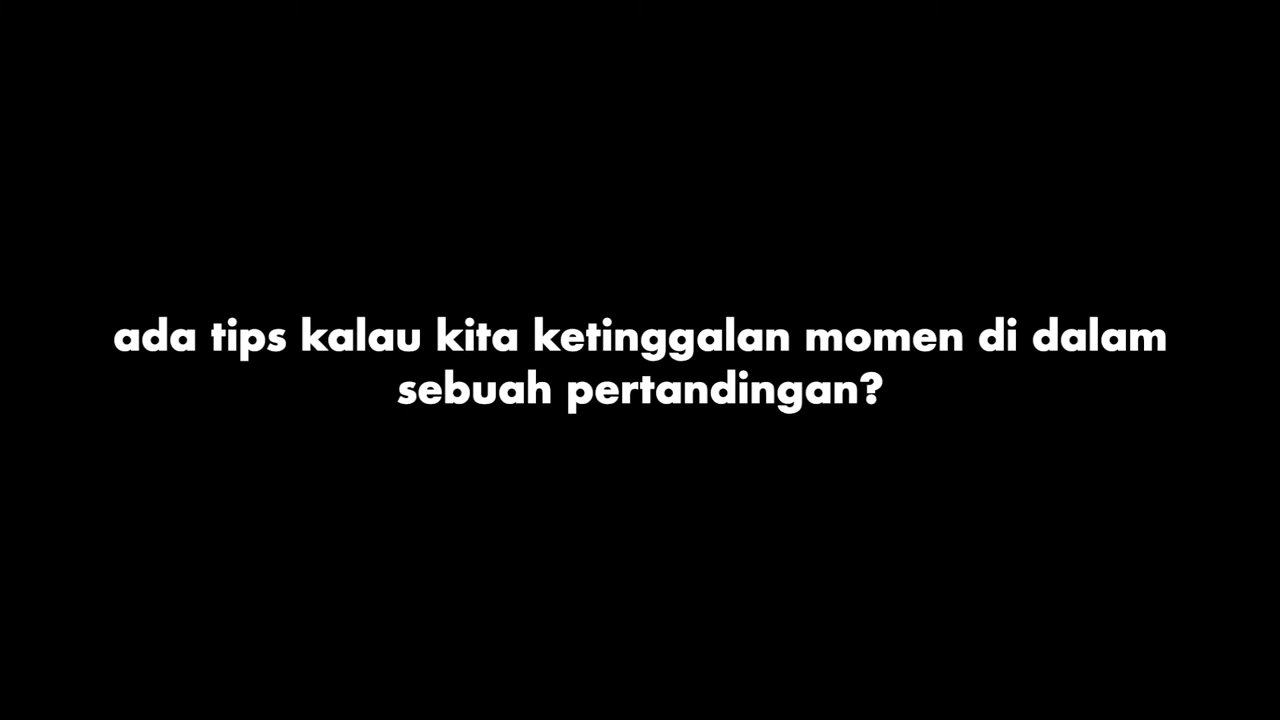 ada tips kalau kita ketinggalan momen di dalam
sebuah pertandingan?